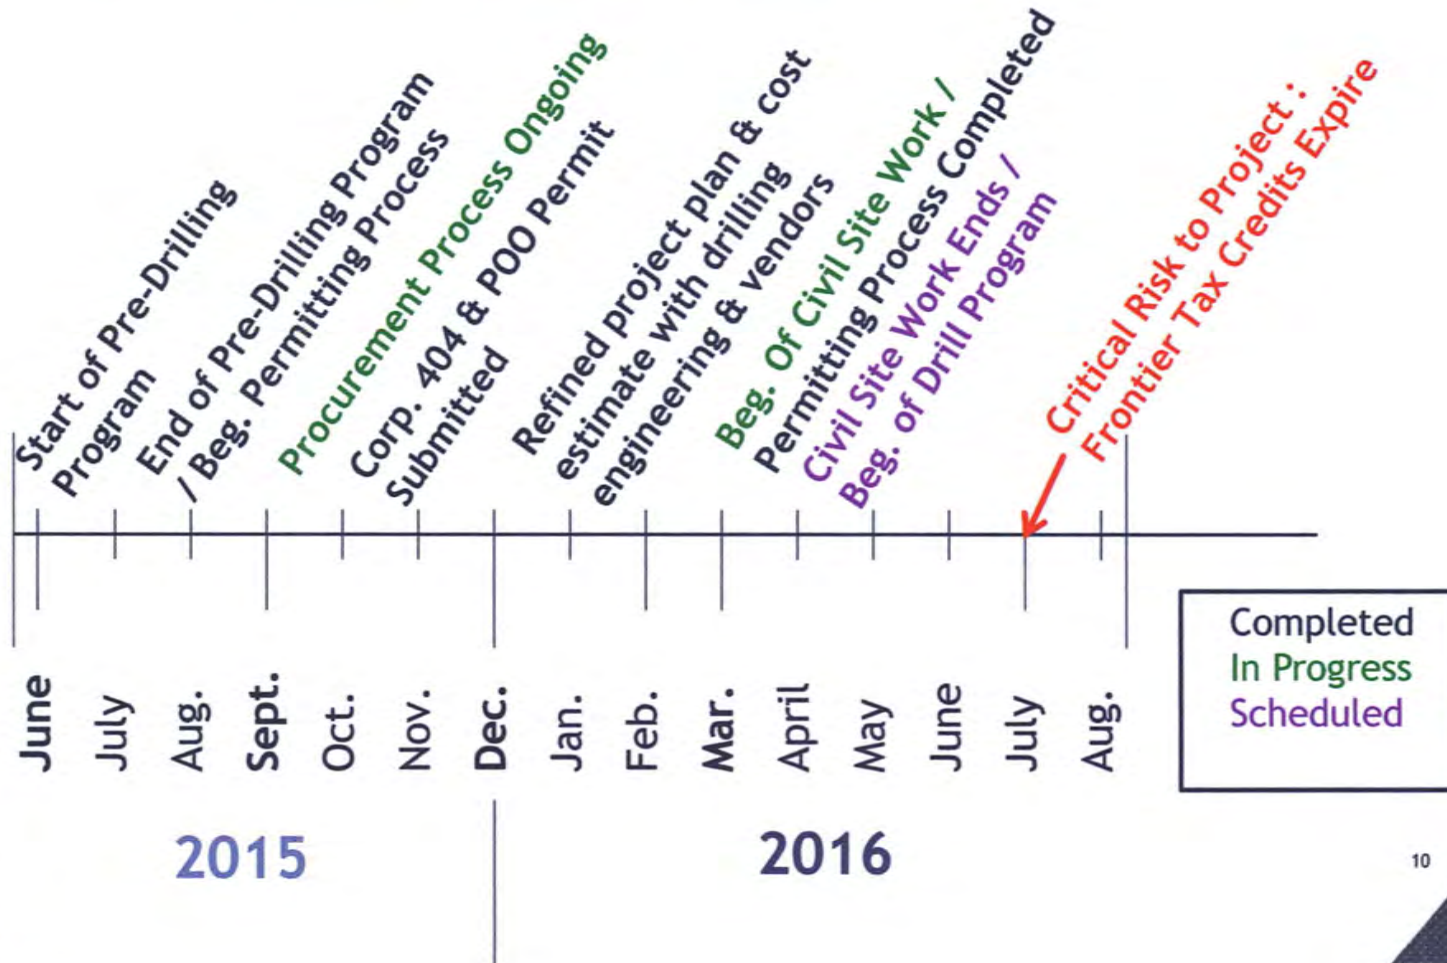 Start of Pre-Drilling
Program
End of Pre-Drilling Program
/ Beg. Permitting Process
Procurement Process Ongoing
Corp. 404 & POO Permit
Submitted
Refined project plan & cost
estimate with drilling
engineering & vendors
Beg. Of Civil Site Work /
Permitting Process Completed
Civil Site Work Ends /
Beg. of Drill Program
Critical Risk to Project :
Frontier Tax Credits Expire
June
July
Aug.
Sept.
Oct.
Nov.
Dec.
Jan.
Feb.
Mar.
April
May
June
July
Aug.
Completed
In Progress
Scheduled
2015
2016
10